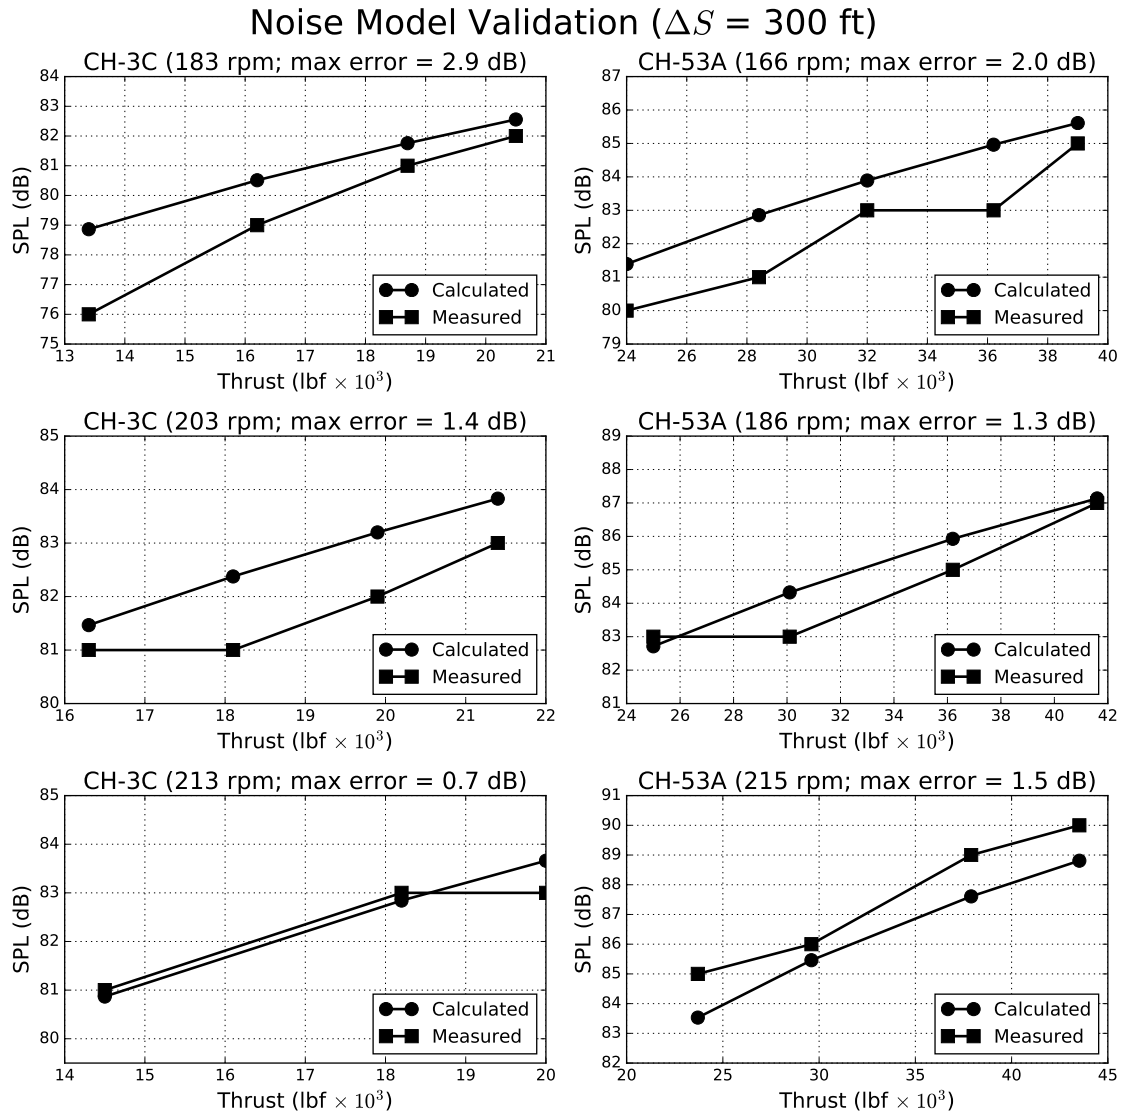 Noise Model Validation (ΔS = 300 ft)
CH-3C (183 rpm; max error = 2.9 dB)
84
83
82
81
80
79
78
77
76
75
SPL (dB)
Calculated
Measured
13 14 15 16 17 18 19 20 21
Thrust (lbf × 10³)
CH-53A (166 rpm; max error = 2.0 dB)
87
86
85
84
83
82
81
80
79
SPL (dB)
Calculated
Measured
24 26 28 30 32 34 36 38 40
Thrust (lbf × 10³)
CH-3C (203 rpm; max error = 1.4 dB)
85
84
83
82
81
80
SPL (dB)
Calculated
Measured
16 17 18 19 20 21 22
Thrust (lbf × 10³)
CH-53A (186 rpm; max error = 1.3 dB)
89
88
87
86
85
84
83
82
81
SPL (dB)
Calculated
Measured
24 26 28 30 32 34 36 38 40 42
Thrust (lbf × 10³)
CH-3C (213 rpm; max error = 0.7 dB)
85
84
83
82
81
80
SPL (dB)
Calculated
Measured
14 15 16 17 18 19 20
Thrust (lbf × 10³)
CH-53A (215 rpm; max error = 1.5 dB)
91
90
89
88
87
86
85
84
83
82
SPL (dB)
Calculated
Measured
20 25 30 35 40 45
Thrust (lbf × 10³)